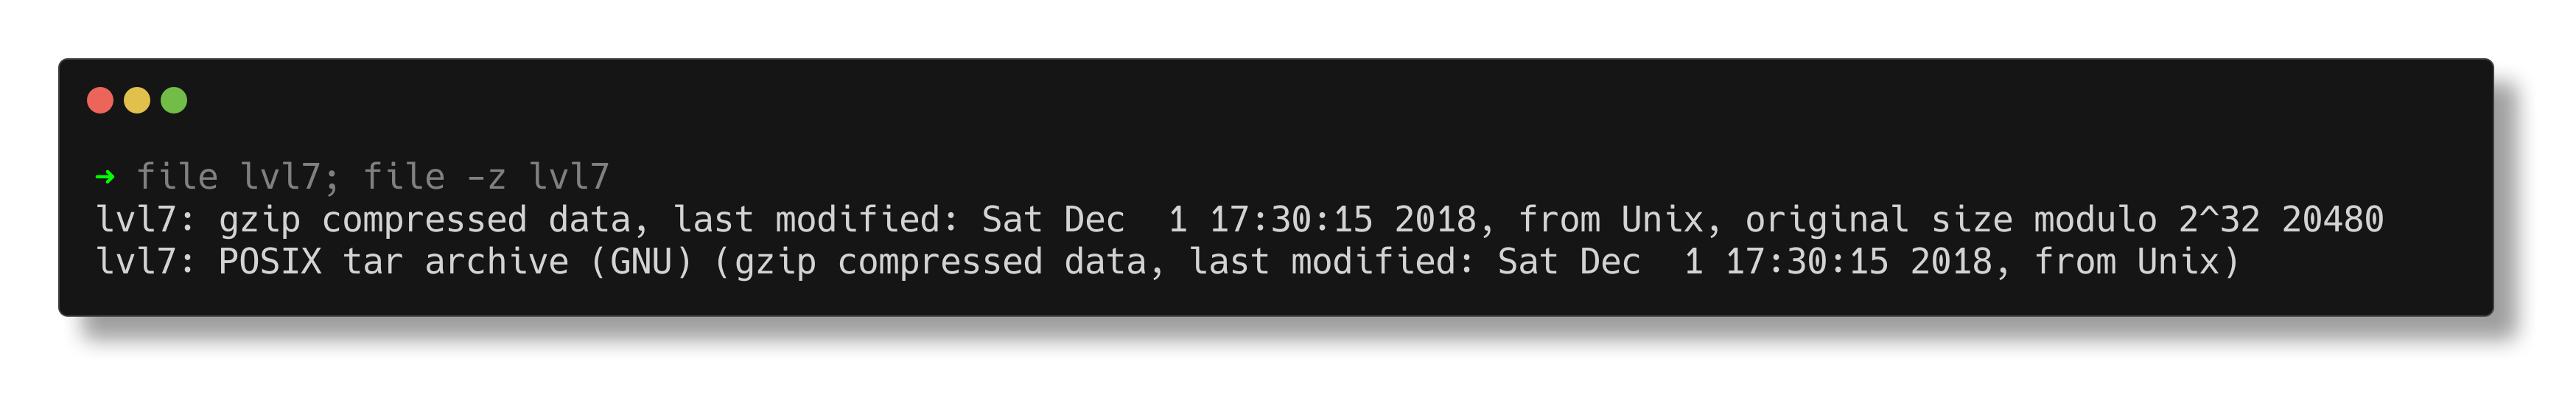 ➜ file lvl7; file -z lvl7
lvl7: gzip compressed data, last modified: Sat Dec  1 17:30:15 2018, from Unix, original size modulo 2^32 20480
lvl7: POSIX tar archive (GNU) (gzip compressed data, last modified: Sat Dec  1 17:30:15 2018, from Unix)